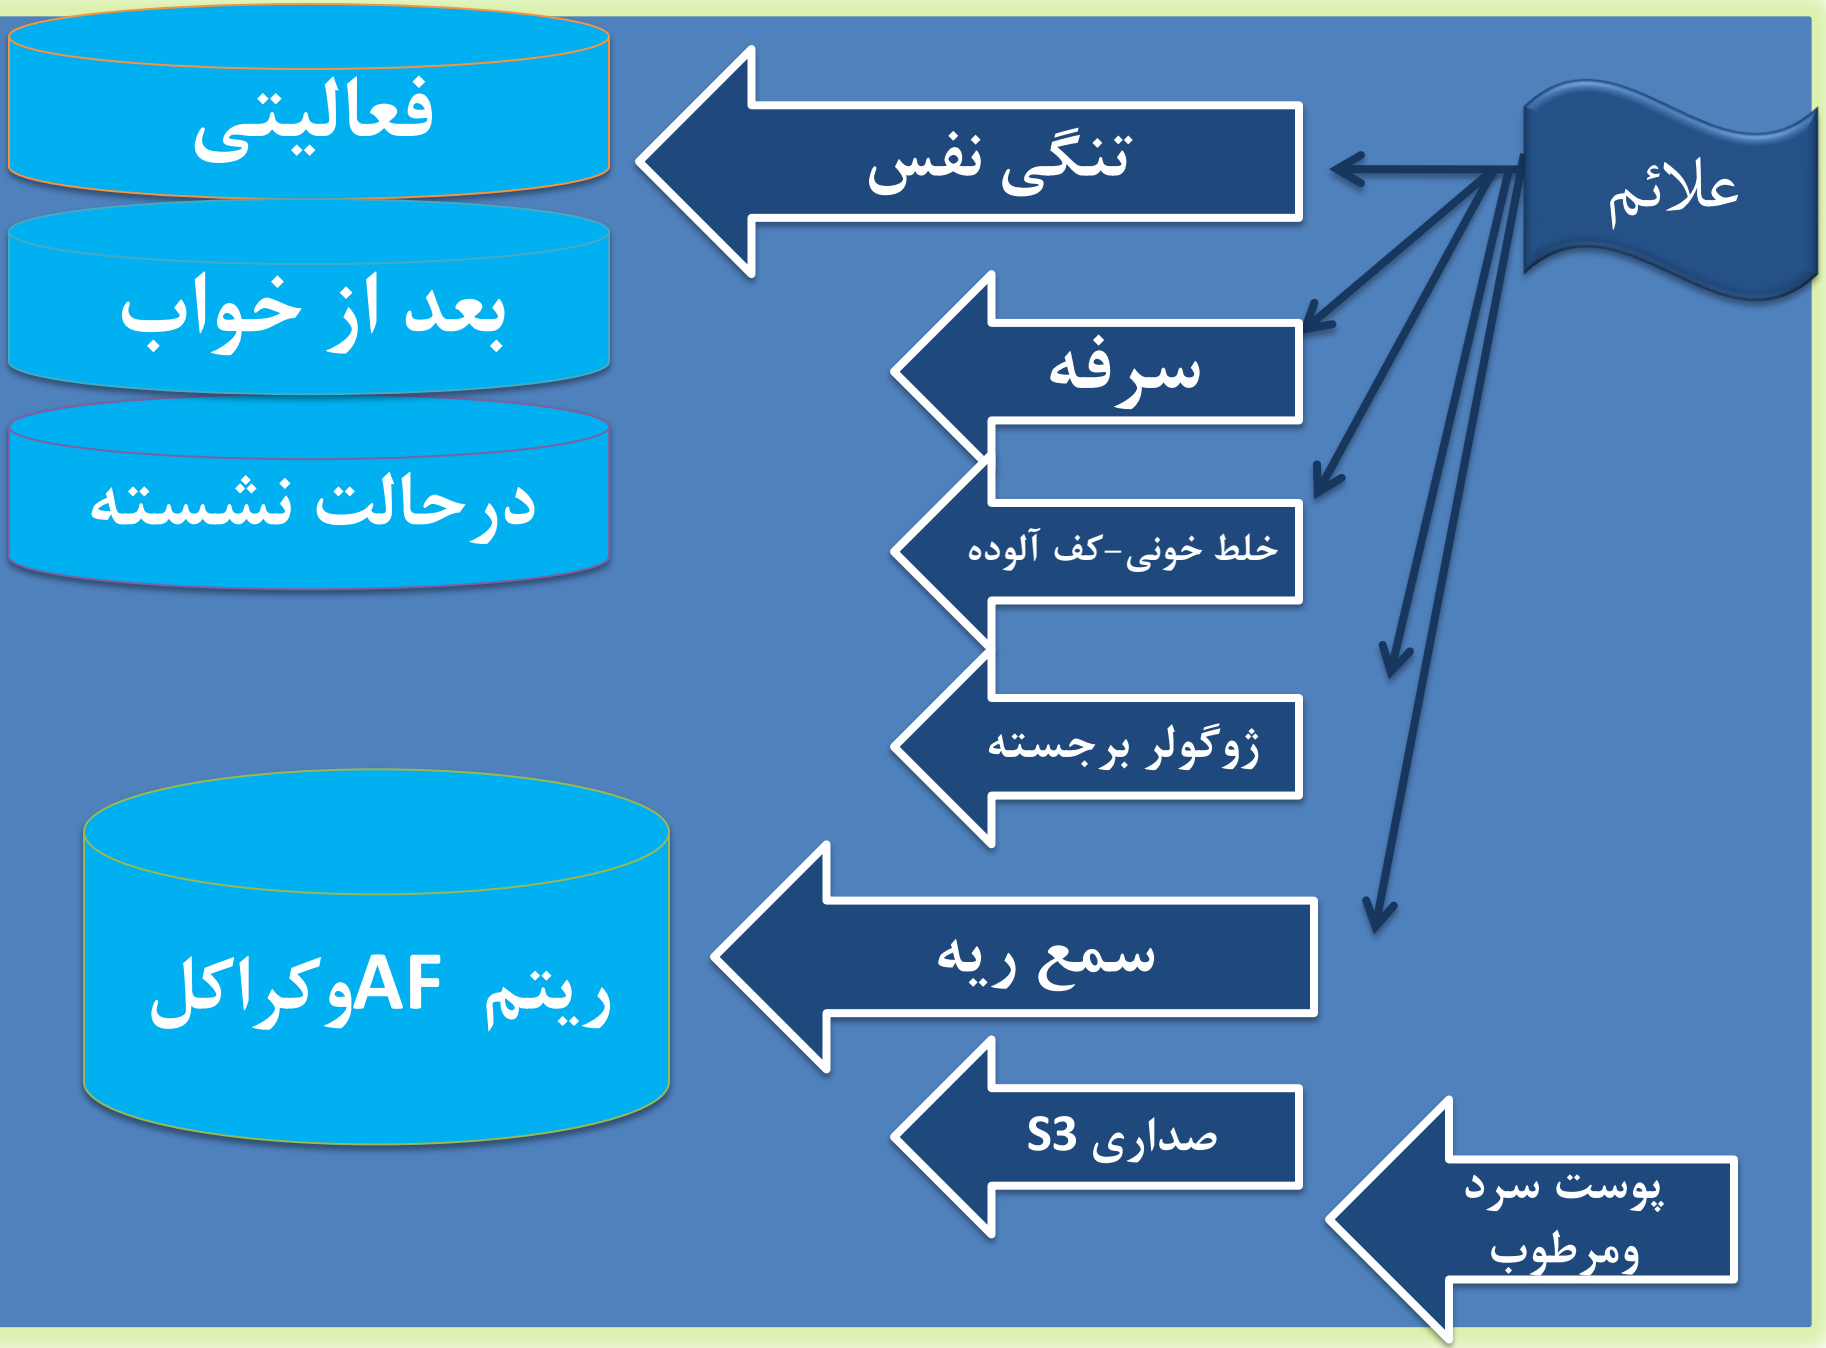 علائم
تنگی نفس
فعالیتی
بعد از خواب
درحالت نشسته
سرفه
خلط خونی-کف آلوده
ژوگولر برجسته
سمع ریه
ریتم AFوکراکل
صداری S3
پوست سرد
ومرطوب